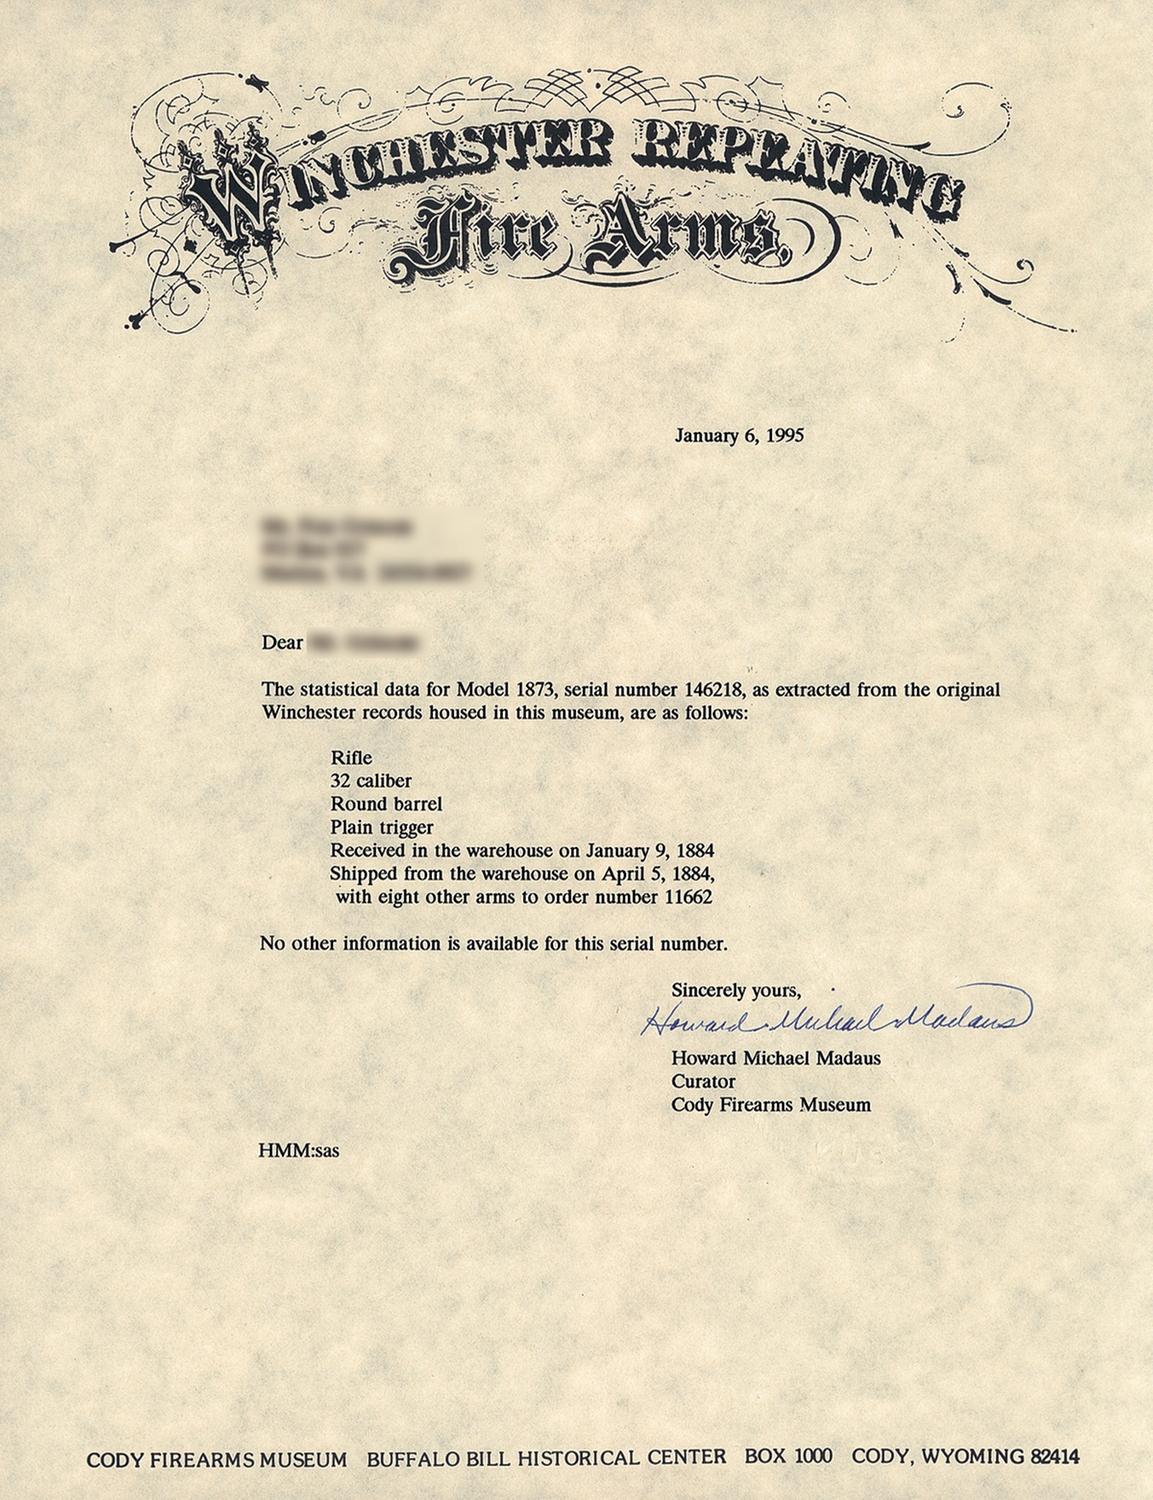 WINCHESTER REPEATING
Fire Arms,
January 6, 1995
Dear
The statistical data for Model 1873, serial number 146218, as extracted from the original
Winchester records housed in this museum, are as follows:
Rifle
32 caliber
Round barrel
Plain trigger
Received in the warehouse on January 9, 1884
Shipped from the warehouse on April 5, 1884,
with eight other arms to order number 11662
No other information is available for this serial number.
Sincerely yours,
Howard Michael Madaus
Howard Michael Madaus
Curator
Cody Firearms Museum
HMM:sas
CODY FIREARMS MUSEUM BUFFALO BILL HISTORICAL CENTER BOX 1000 CODY, WYOMING 82414